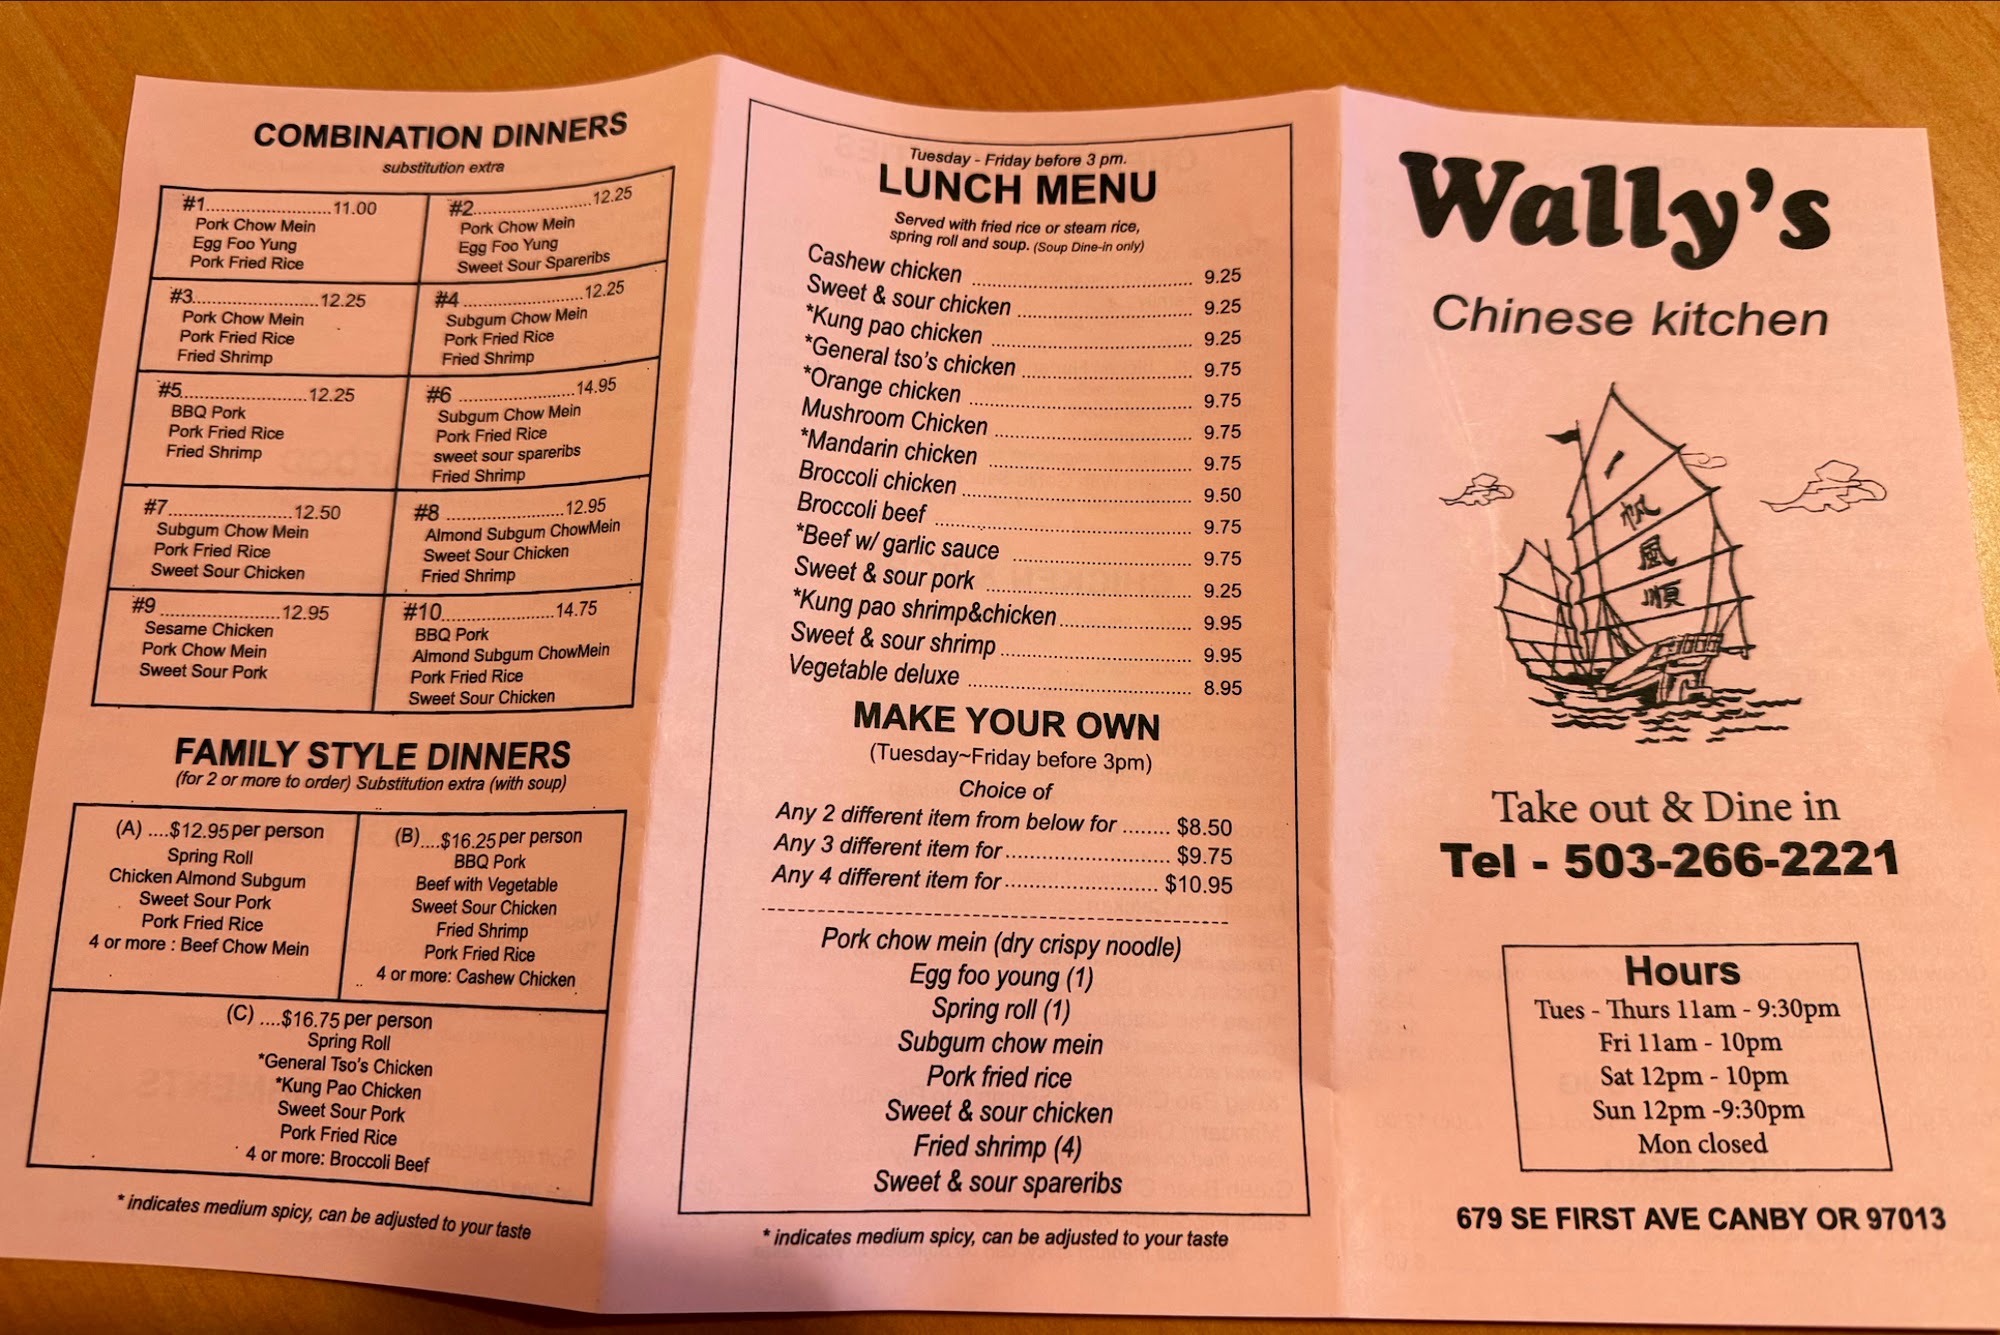 COMBINATION DINNERS
substitution extra
#1..........................11.00
Pork Chow Mein
Egg Foo Yung
Pork Fried Rice
#2.........................12.25
Pork Chow Mein
Egg Foo Yung
Sweet Sour Spareribs
#3..........................12.25
Pork Chow Mein
Pork Fried Rice
Fried Shrimp
#4 .........................12.25
Subgum Chow Mein
Pork Fried Rice
Fried Shrimp
#5..........................12.25
BBQ Pork
Pork Fried Rice
Fried Shrimp
#6 .........................14.95
Subgum Chow Mein
Pork Fried Rice
sweet sour spareribs
Fried Shrimp
#7..........................12.50
Subgum Chow Mein
Pork Fried Rice
Sweet Sour Chicken
#8 .........................12.95
Almond Subgum ChowMein
Sweet Sour Chicken
Fried Shrimp
#9 .........................12.95
Sesame Chicken
Pork Chow Mein
Sweet Sour Pork
#10........................14.75
BBQ Pork
Almond Subgum ChowMein
Pork Fried Rice
Sweet Sour Chicken
FAMILY STYLE DINNERS
(for 2 or more to order) Substitution extra (with soup)
(A) ....$12.95 per person
Spring Roll
Chicken Almond Subgum
Sweet Sour Pork
Pork Fried Rice
4 or more : Beef Chow Mein
(B)....$16.25 per person
BBQ Pork
Beef with Vegetable
Sweet Sour Chicken
Fried Shrimp
Pork Fried Rice
4 or more: Cashew Chicken
(C) ....$16.75 per person
Spring Roll
*General Tso's Chicken
*Kung Pao Chicken
Sweet Sour Pork
Pork Fried Rice
4 or more: Broccoli Beef
* indicates medium spicy, can be adjusted to your taste
Tuesday - Friday before 3 pm.
LUNCH MENU
Served with fried rice or steam rice,
spring roll and soup. (Soup Dine-in only)
Cashew chicken ........................................ 9.25
Sweet & sour chicken ................................ 9.25
*Kung pao chicken .................................... 9.25
*General tso's chicken ............................... 9.75
*Orange chicken ........................................ 9.75
Mushroom Chicken .................................... 9.75
*Mandarin chicken ..................................... 9.75
Broccoli chicken ......................................... 9.50
Broccoli beef .............................................. 9.75
*Beef w/ garlic sauce ................................. 9.75
Sweet & sour pork ..................................... 9.25
*Kung pao shrimp&chicken........................ 9.95
Sweet & sour shrimp .................................. 9.95
Vegetable deluxe ....................................... 8.95
MAKE YOUR OWN
(Tuesday~Friday before 3pm)
Choice of
Any 2 different item from below for ........ $8.50
Any 3 different item for ........................... $9.75
Any 4 different item for ......................... $10.95
Pork chow mein (dry crispy noodle)
Egg foo young (1)
Spring roll (1)
Subgum chow mein
Pork fried rice
Sweet & sour chicken
Fried shrimp (4)
Sweet & sour spareribs
* indicates medium spicy, can be adjusted to your taste
Wally's
Chinese kitchen
一
帆
風
順
Take out & Dine in
Tel - 503-266-2221
Hours
Tues - Thurs 11am - 9:30pm
Fri 11am - 10pm
Sat 12pm - 10pm
Sun 12pm -9:30pm
Mon closed
679 SE FIRST AVE CANBY OR 97013